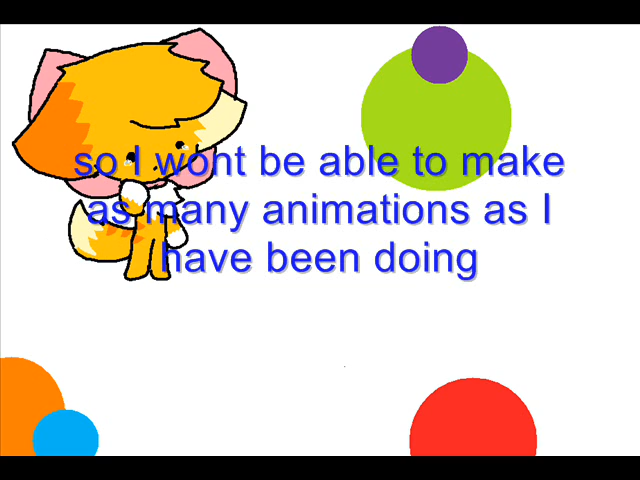 so I wont be able to make
as many animations as I
have been doing